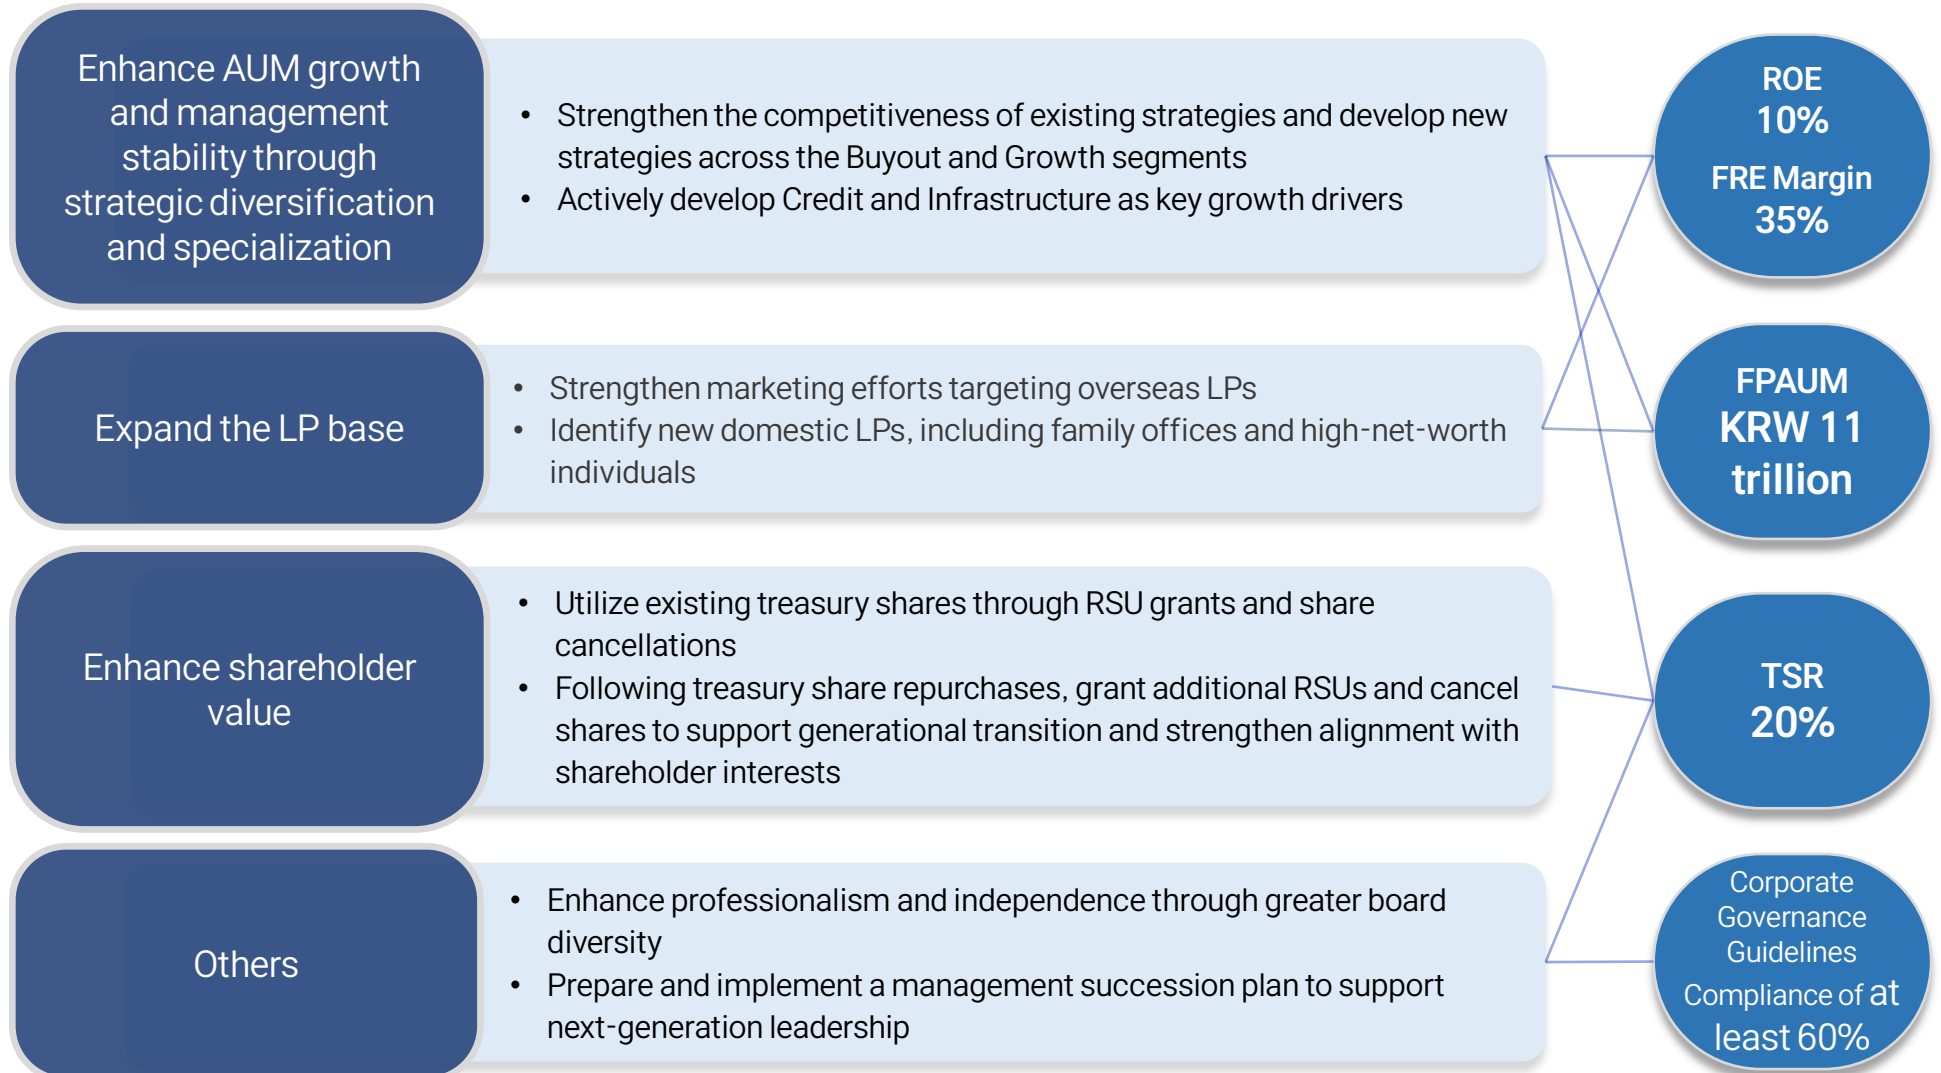 Enhance AUM growth
and management
stability through
strategic diversification
and specialization
• Strengthen the competitiveness of existing strategies and develop new
strategies across the Buyout and Growth segments
• Actively develop Credit and Infrastructure as key growth drivers
ROE
10%
FRE Margin
35%
Expand the LP base
• Strengthen marketing efforts targeting overseas LPs
• Identify new domestic LPs, including family offices and high-net-worth
individuals
FPAUM
KRW 11
trillion
Enhance shareholder
value
• Utilize existing treasury shares through RSU grants and share
cancellations
• Following treasury share repurchases, grant additional RSUs and cancel
shares to support generational transition and strengthen alignment with
shareholder interests
TSR
20%
Others
• Enhance professionalism and independence through greater board
diversity
• Prepare and implement a management succession plan to support
next-generation leadership
Corporate
Governance
Guidelines
Compliance of at
least 60%